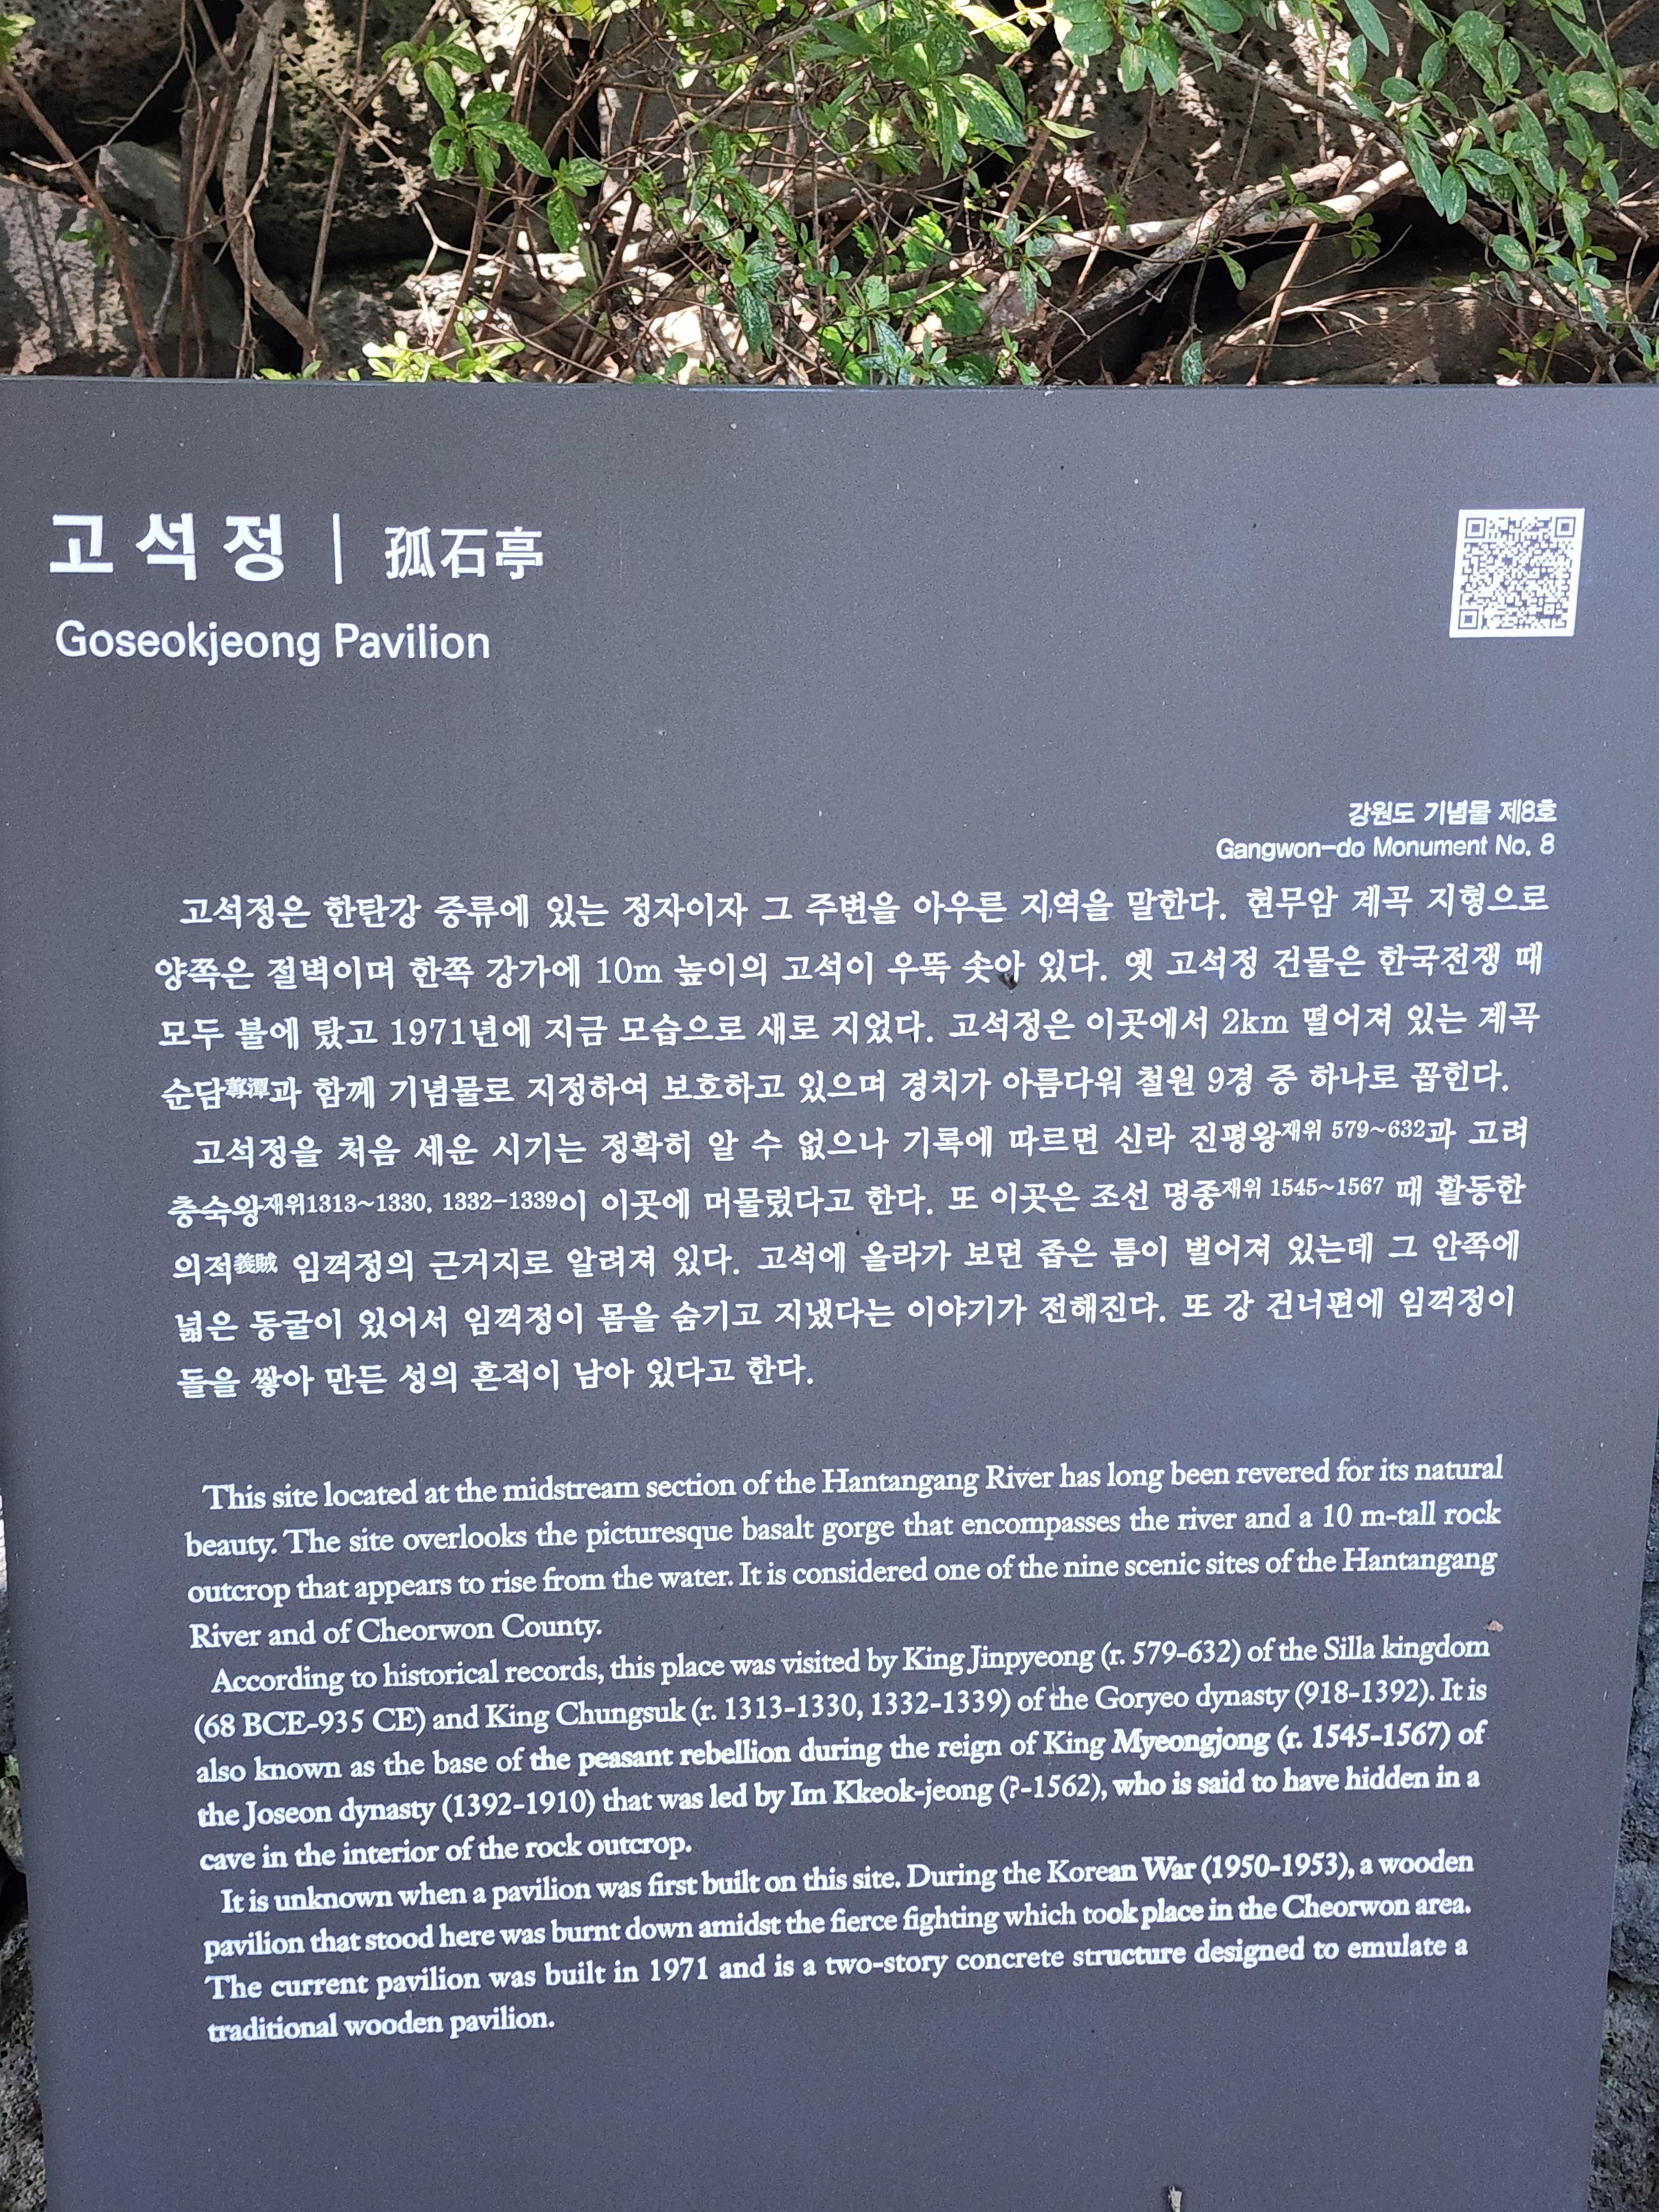 고석정 | 孤石亭
Goseokjeong Pavilion
강원도 기념물 제8호
Gangwon-do Monument No. 8
고석정은 한탄강 중류에 있는 정자이자 그 주변을 아우른 지역을 말한다. 현무암 계곡 지형으로
양쪽은 절벽이며 한쪽 강가에 10m 높이의 고석이 우뚝 솟아 있다. 옛 고석정 건물은 한국전쟁 때
모두 불에 탔고 1971년에 지금 모습으로 새로 지었다. 고석정은 이곳에서 2km 떨어져 있는 계곡
순담蓴潭과 함께 기념물로 지정하여 보호하고 있으며 경치가 아름다워 철원 9경 중 하나로 꼽힌다.
고석정을 처음 세운 시기는 정확히 알 수 없으나 기록에 따르면 신라 진평왕재위 579~632과 고려
충숙왕재위1313~1330, 1332-1339이 이곳에 머물렀다고 한다. 또 이곳은 조선 명종재위 1545~1567 때 활동한
의적義賊 임꺽정의 근거지로 알려져 있다. 고석에 올라가 보면 좁은 틈이 벌어져 있는데 그 안쪽에
넓은 동굴이 있어서 임꺽정이 몸을 숨기고 지냈다는 이야기가 전해진다. 또 강 건너편에 임꺽정이
돌을 쌓아 만든 성의 흔적이 남아 있다고 한다.
This site located at the midstream section of the Hantangang River has long been revered for its natural
beauty. The site overlooks the picturesque basalt gorge that encompasses the river and a 10 m-tall rock
outcrop that appears to rise from the water. It is considered one of the nine scenic sites of the Hantangang
River and of Cheorwon County.
According to historical records, this place was visited by King Jinpyeong (r. 579-632) of the Silla kingdom
(68 BCE-935 CE) and King Chungsuk (r. 1313-1330, 1332-1339) of the Goryeo dynasty (918-1392). It is
also known as the base of the peasant rebellion during the reign of King Myeongjong (r. 1545-1567) of
the Joseon dynasty (1392-1910) that was led by Im Kkeok-jeong (?-1562), who is said to have hidden in a
cave in the interior of the rock outcrop.
It is unknown when a pavilion was first built on this site. During the Korean War (1950-1953), a wooden
pavilion that stood here was burnt down amidst the fierce fighting which took place in the Cheorwon area.
The current pavilion was built in 1971 and is a two-story concrete structure designed to emulate a
traditional wooden pavilion.